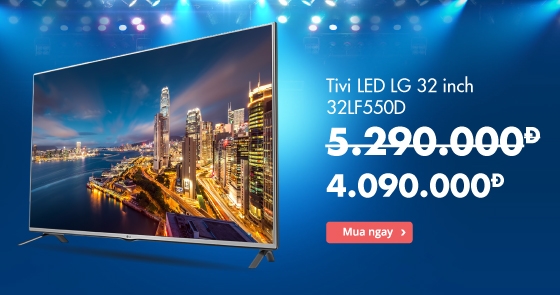 Tivi LED LG 32 inch
32LF550D
5.290.000Đ
4.090.000Đ
Mua ngay